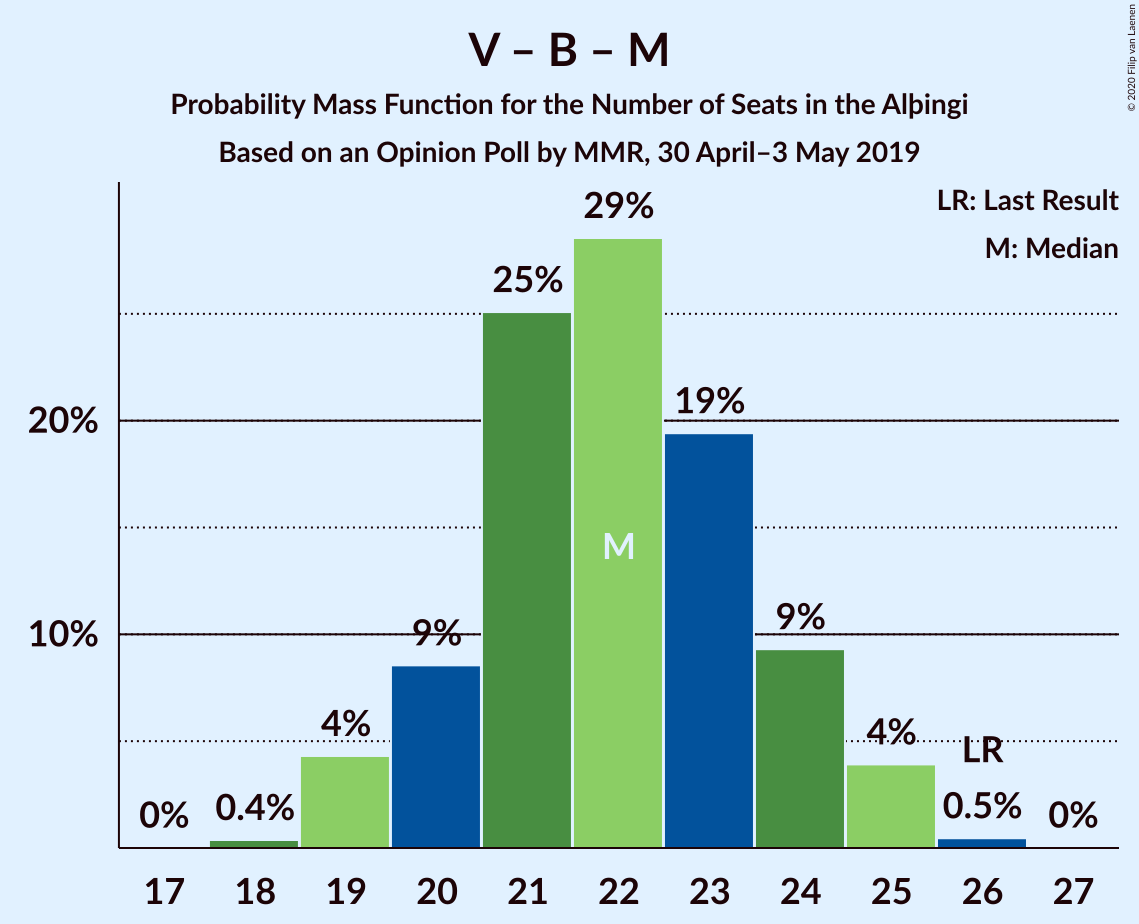 V – B – M
Probability Mass Function for the Number of Seats in the Alþingi
Based on an Opinion Poll by MMR, 30 April–3 May 2019
© 2020 Filip van Laenen
LR: Last Result
M: Median
29%
25%
20%
19%
M
10%
9%
9%
4%
4%
LR
0%
0.4%
0.5%
0%
17 18 19 20 21 22 23 24 25 26 27